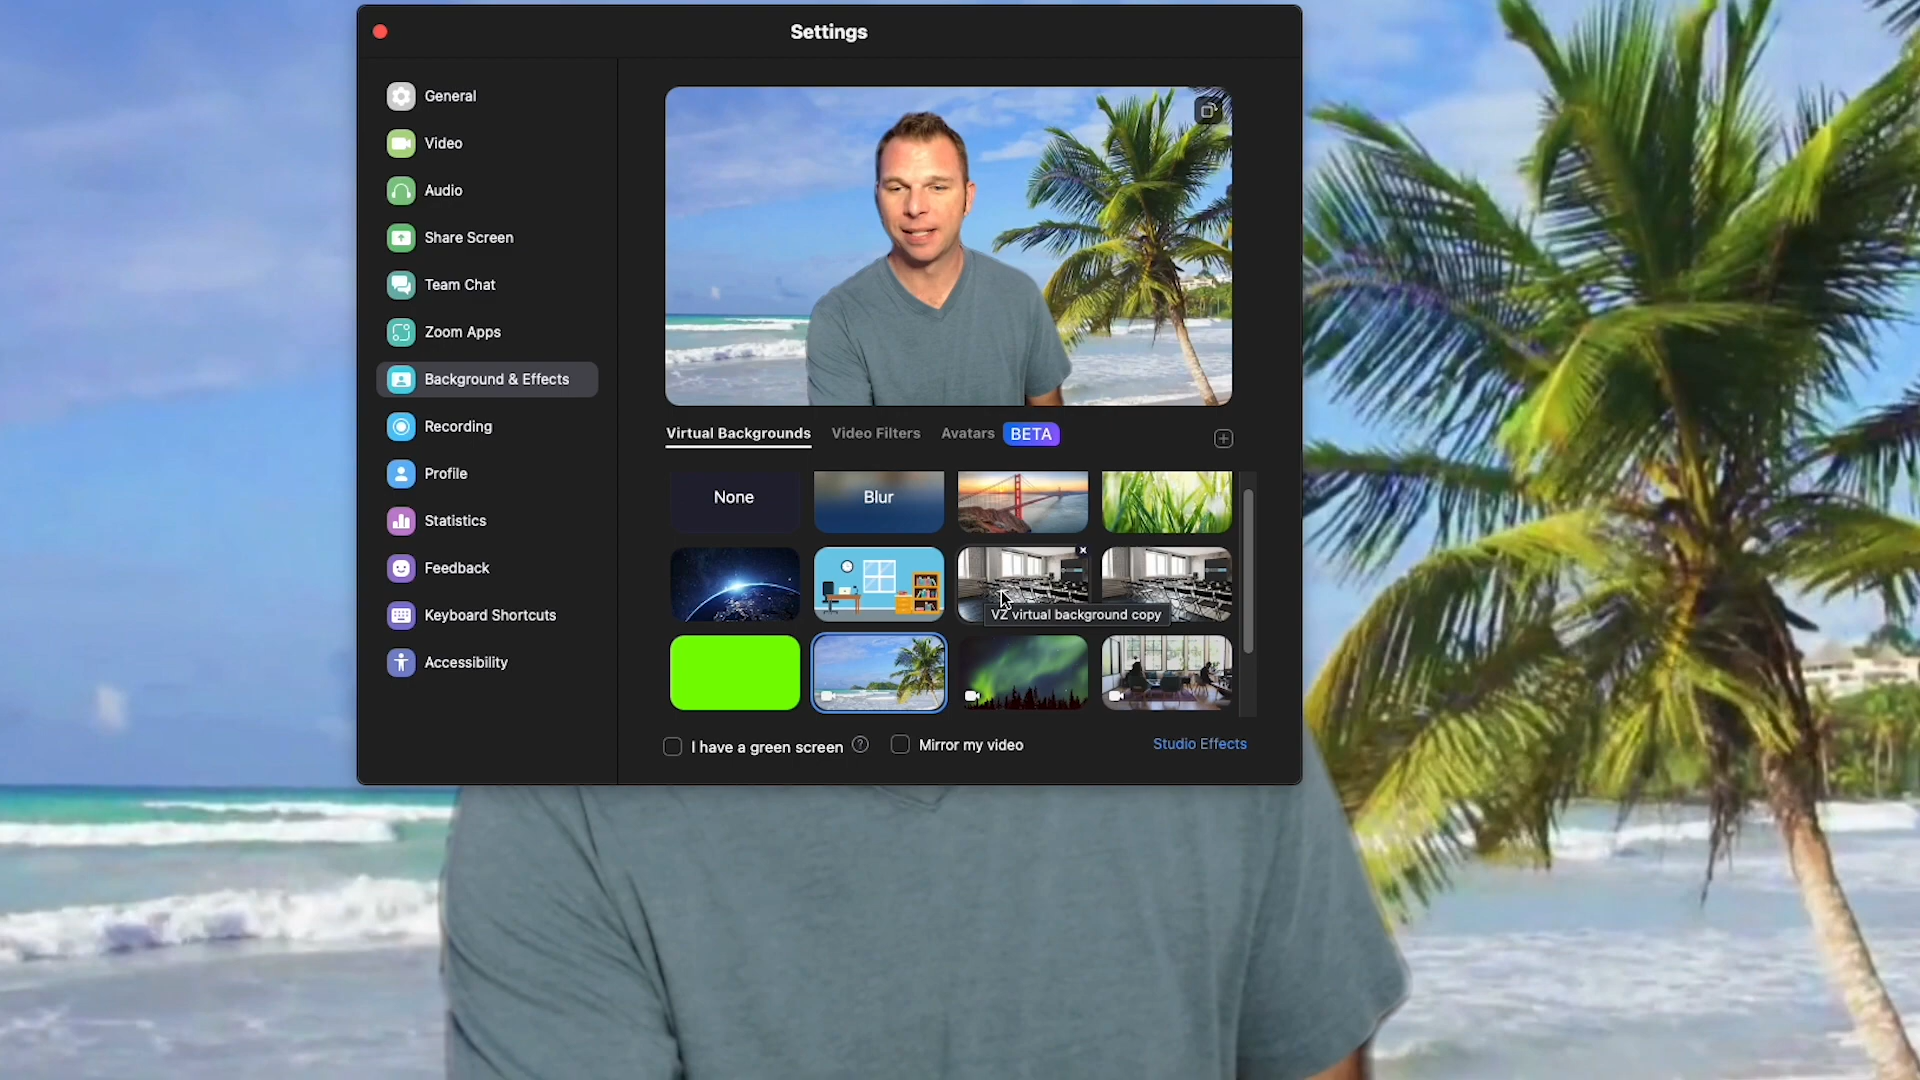 Settings
General
Video
Audio
Share Screen
Team Chat
Zoom Apps
Background & Effects
Recording
Profile
Statistics
Feedback
Keyboard Shortcuts
Accessibility
Virtual Backgrounds Video Filters Avatars BETA
None Blur
VZ virtual background copy
I have a green screen ? Mirror my video Studio Effects